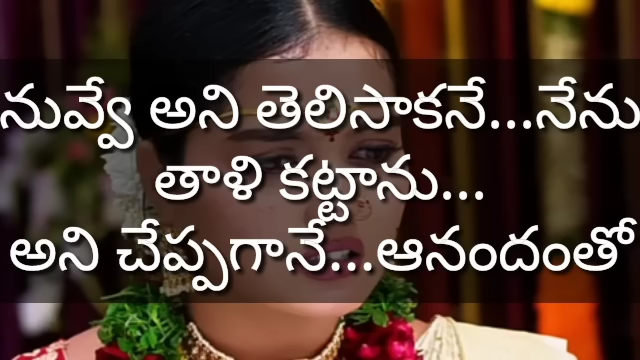 నువ్వే అని తెలిసాకనే...నేను
తాళి కట్టాను...
అని చేప్పగానే...ఆనందంతో